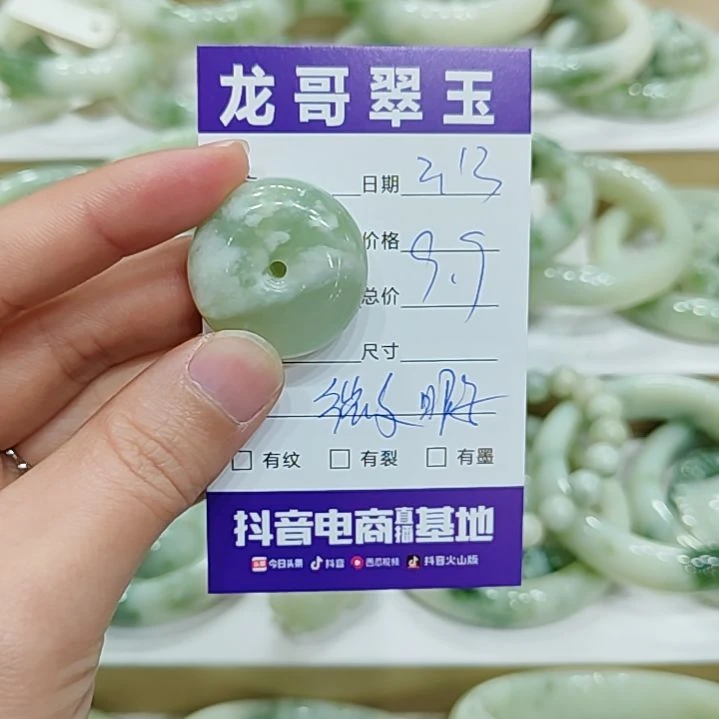 龙哥翠玉
日期 2.13
价格 9.9
总价
尺寸
有纹 有裂 有墨
抖音电商直播基地
今日头条 抖音 西瓜视频 抖音火山版